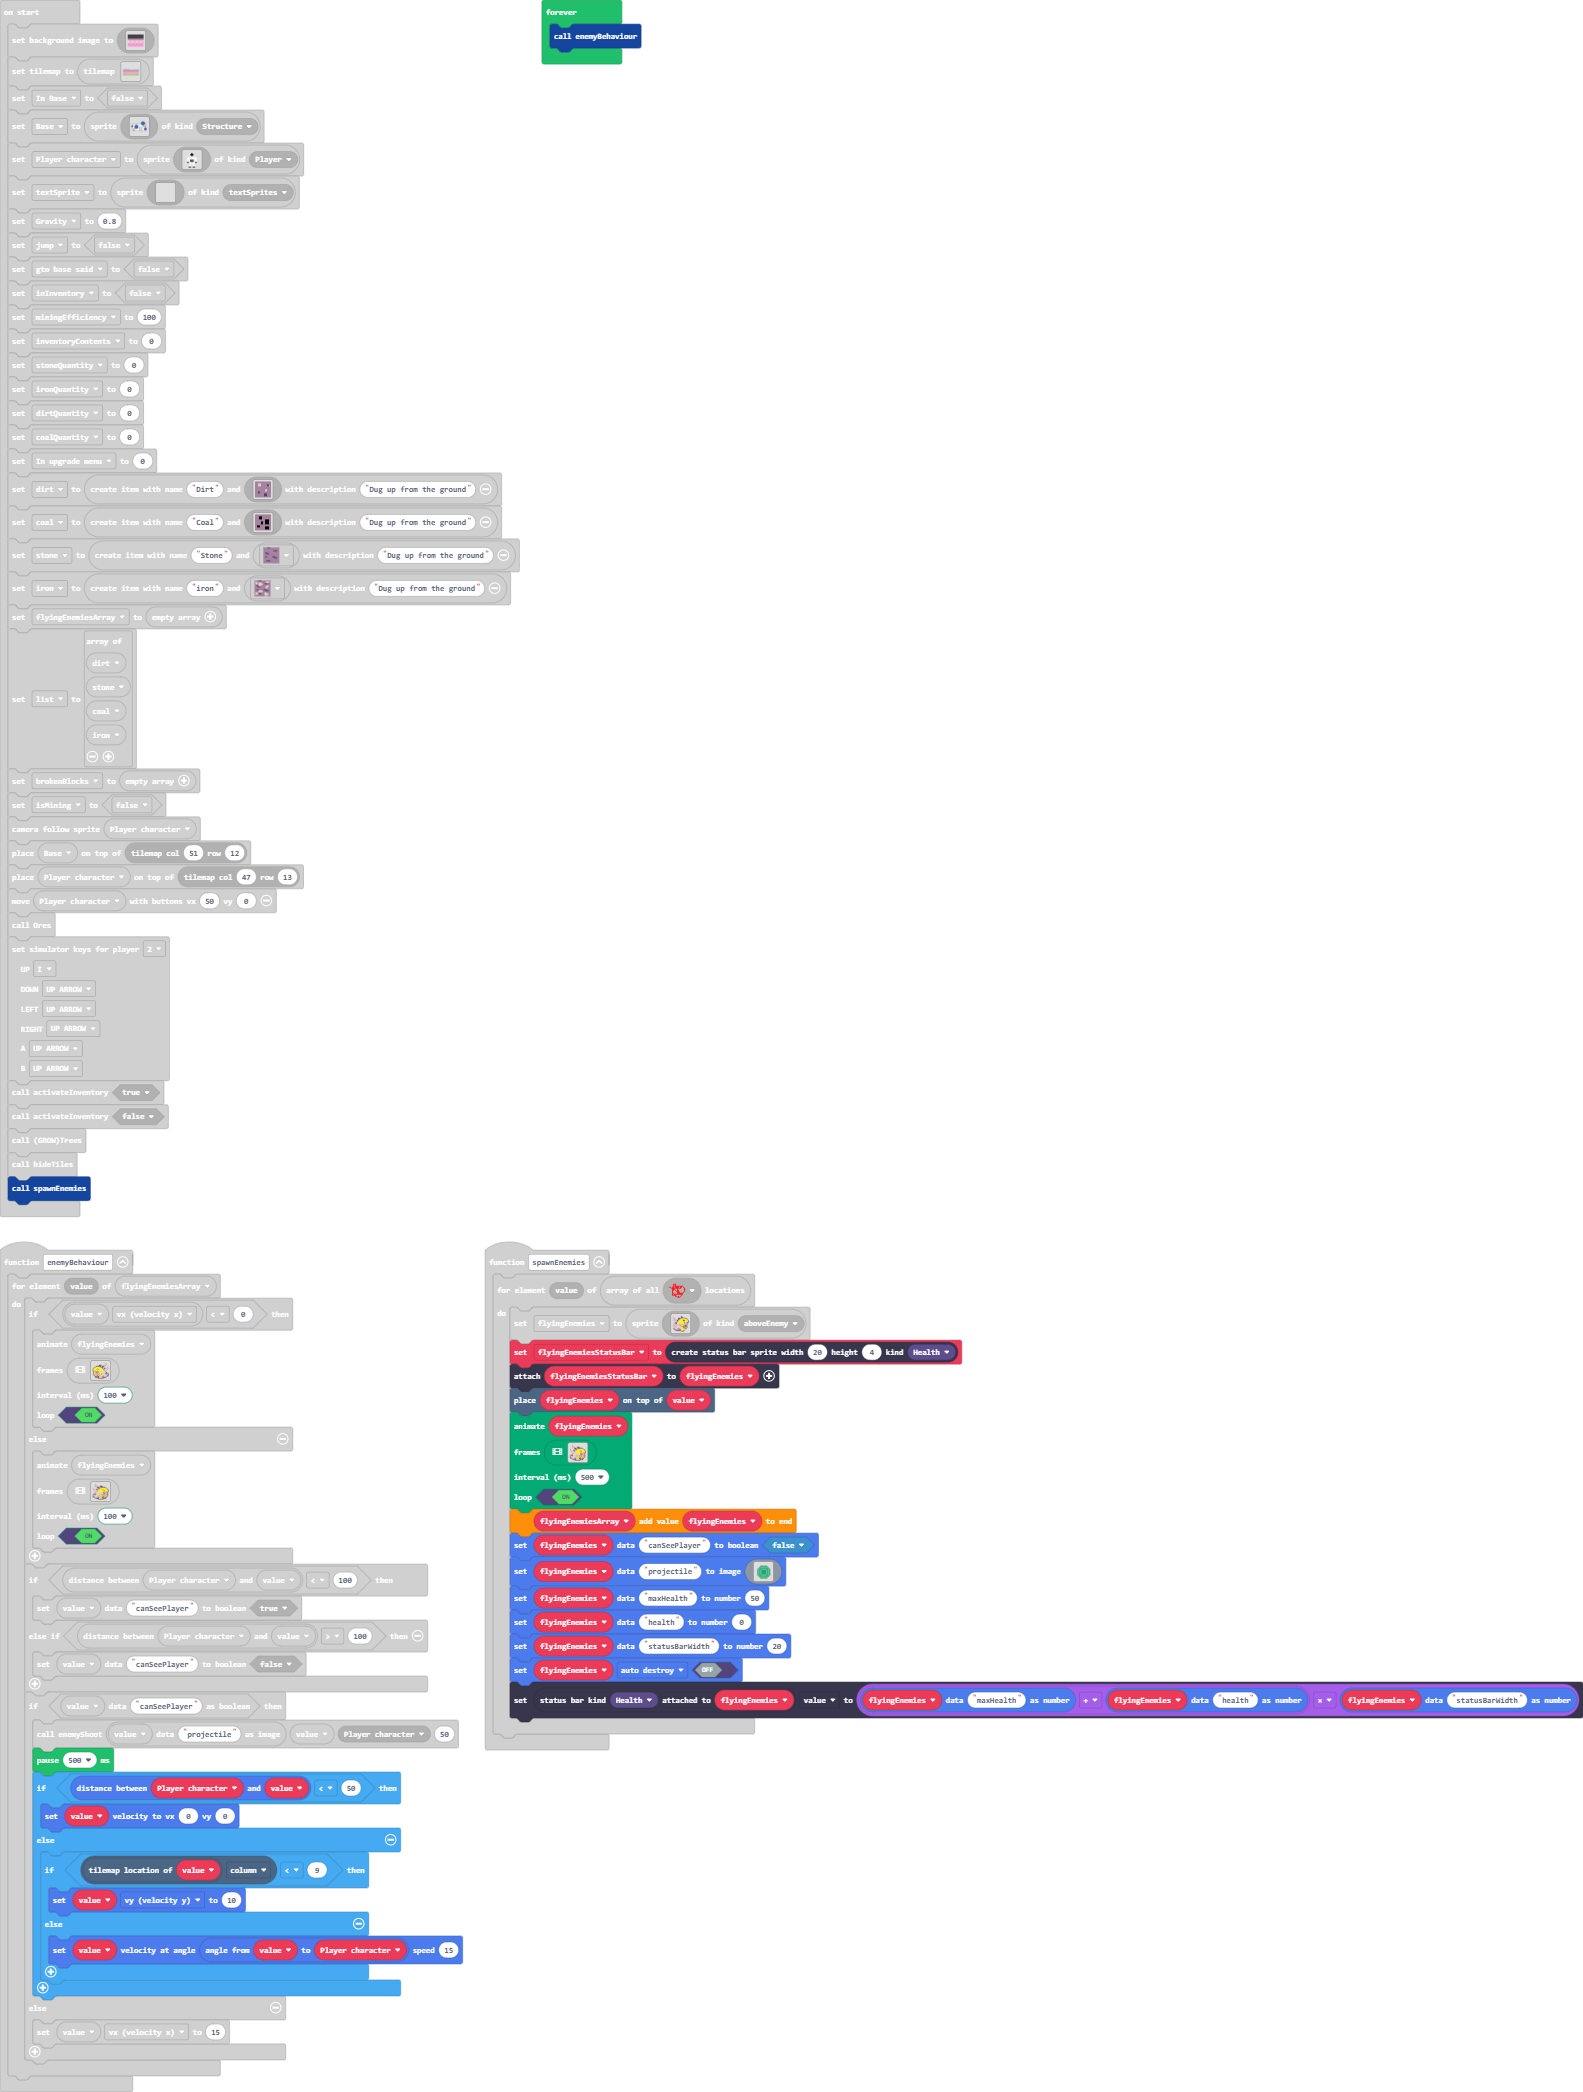 on start
set background image to
set tilemap to tilemap
set In Base to false
set Base to sprite of kind Structure
set Player character to sprite of kind Player
set textSprite to sprite of kind textSprites
set Gravity to 0.8
set jump to false
set gto base said to false
set inInventory to false
set miningEfficiency to 100
set inventoryContents to 0
set stoneQuantity to 0
set ironQuantity to 0
set dirtQuantity to 0
set coalQuantity to 0
set In upgrade menu to 0
set dirt to create item with name "Dirt" and with description "Dug up from the ground"
set coal to create item with name "Coal" and with description "Dug up from the ground"
set stone to create item with name "Stone" and with description "Dug up from the ground"
set iron to create item with name "iron" and with description "Dug up from the ground"
set flyingEnemiesArray to empty array
array of
dirt
stone
set list to
coal
iron
set brokenBlocks to empty array
set isMining to false
camera follow sprite Player character
place Base on top of tilemap col 51 row 12
place Player character on top of tilemap col 47 row 13
move Player character with buttons vx 50 vy 0
call Ores
set simulator keys for player 2
UP I
DOWN UP ARROW
LEFT UP ARROW
RIGHT UP ARROW
A UP ARROW
B UP ARROW
call activateInventory true
call activateInventory false
call (GROW)Trees
call hideTiles
call spawnEnemies
forever
call enemyBehaviour
function enemyBehaviour
for element value of flyingEnemiesArray
do
if value vx (velocity x) < 0 then
animate flyingEnemies
frames
interval (ms) 100
loop ON
else
animate flyingEnemies
frames
interval (ms) 100
loop ON
if distance between Player character and value < 100 then
set value data "canSeePlayer" to boolean true
else if distance between Player character and value > 100 then
set value data "canSeePlayer" to boolean false
if value data "canSeePlayer" as boolean then
call enemyShoot value data "projectile" as image value Player character 50
pause 500 ms
if distance between Player character and value < 50 then
set value velocity to vx 0 vy 0
else
if tilemap location of value column < 9 then
set value vy (velocity y) to 10
else
set value velocity at angle angle from value to Player character speed 15
else
set value vx (velocity x) to 15
function spawnEnemies
for element value of array of all locations
do
set flyingEnemies to sprite of kind aboveEnemy
set flyingEnemiesStatusBar to create status bar sprite width 20 height 4 kind Health
attach flyingEnemiesStatusBar to flyingEnemies
place flyingEnemies on top of value
animate flyingEnemies
frames
interval (ms) 500
loop ON
flyingEnemiesArray add value flyingEnemies to end
set flyingEnemies data "canSeePlayer" to boolean false
set flyingEnemies data "projectile" to image
set flyingEnemies data "maxHealth" to number 50
set flyingEnemies data "health" to number 0
set flyingEnemies data "statusBarWidth" to number 20
set flyingEnemies auto destroy OFF
set status bar kind Health attached to flyingEnemies value to flyingEnemies data "maxHealth" as number ÷ flyingEnemies data "health" as number × flyingEnemies data "statusBarWidth" as number